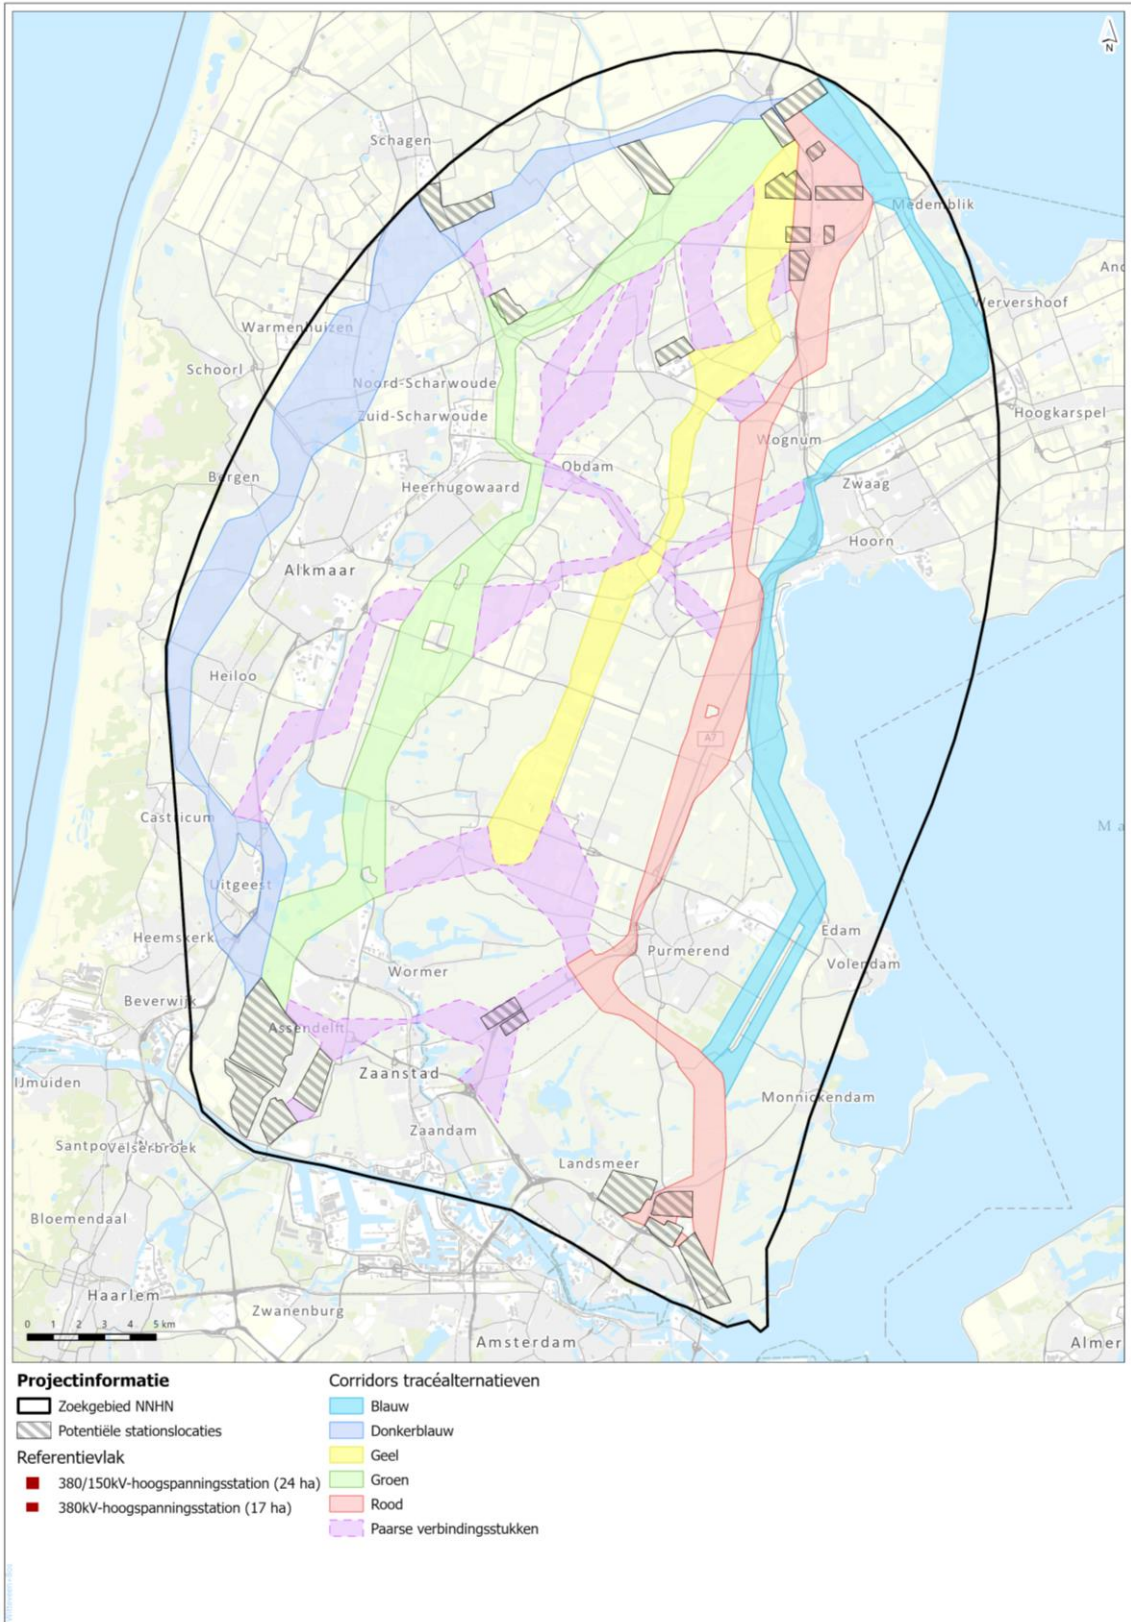 N
Schagen
Medemblik
And
Wervershoof
Warmenhuizen
Schoorl
Noord-Scharwoude
Zuid-Scharwoude
Hoogkarspel
Wognum
Bergen
Obdam
Heerhugowaard
Zwaag
Hoorn
Alkmaar
Heiloo
A7
Castricum
Ma
Uitgeest
Heemskerk
Edam
Purmerend
Volendam
Wormer
Beverwijk
Assendelft
IJmuiden
Zaanstad
Monnickendam
Zaandam
Velserbroek
Landsmeer
Bloemendaal
Haarlem
Zwanenburg
0 1 2 3 4 5 km
Amsterdam
Almer
Projectinformatie
Zoekgebied NNHN
Potentiële stationslocaties
Referentievlak
380/150kV-hoogspanningsstation (24 ha)
380kV-hoogspanningsstation (17 ha)
Corridors tracéalternatieven
Blauw
Donkerblauw
Geel
Groen
Rood
Paarse verbindingsstukken